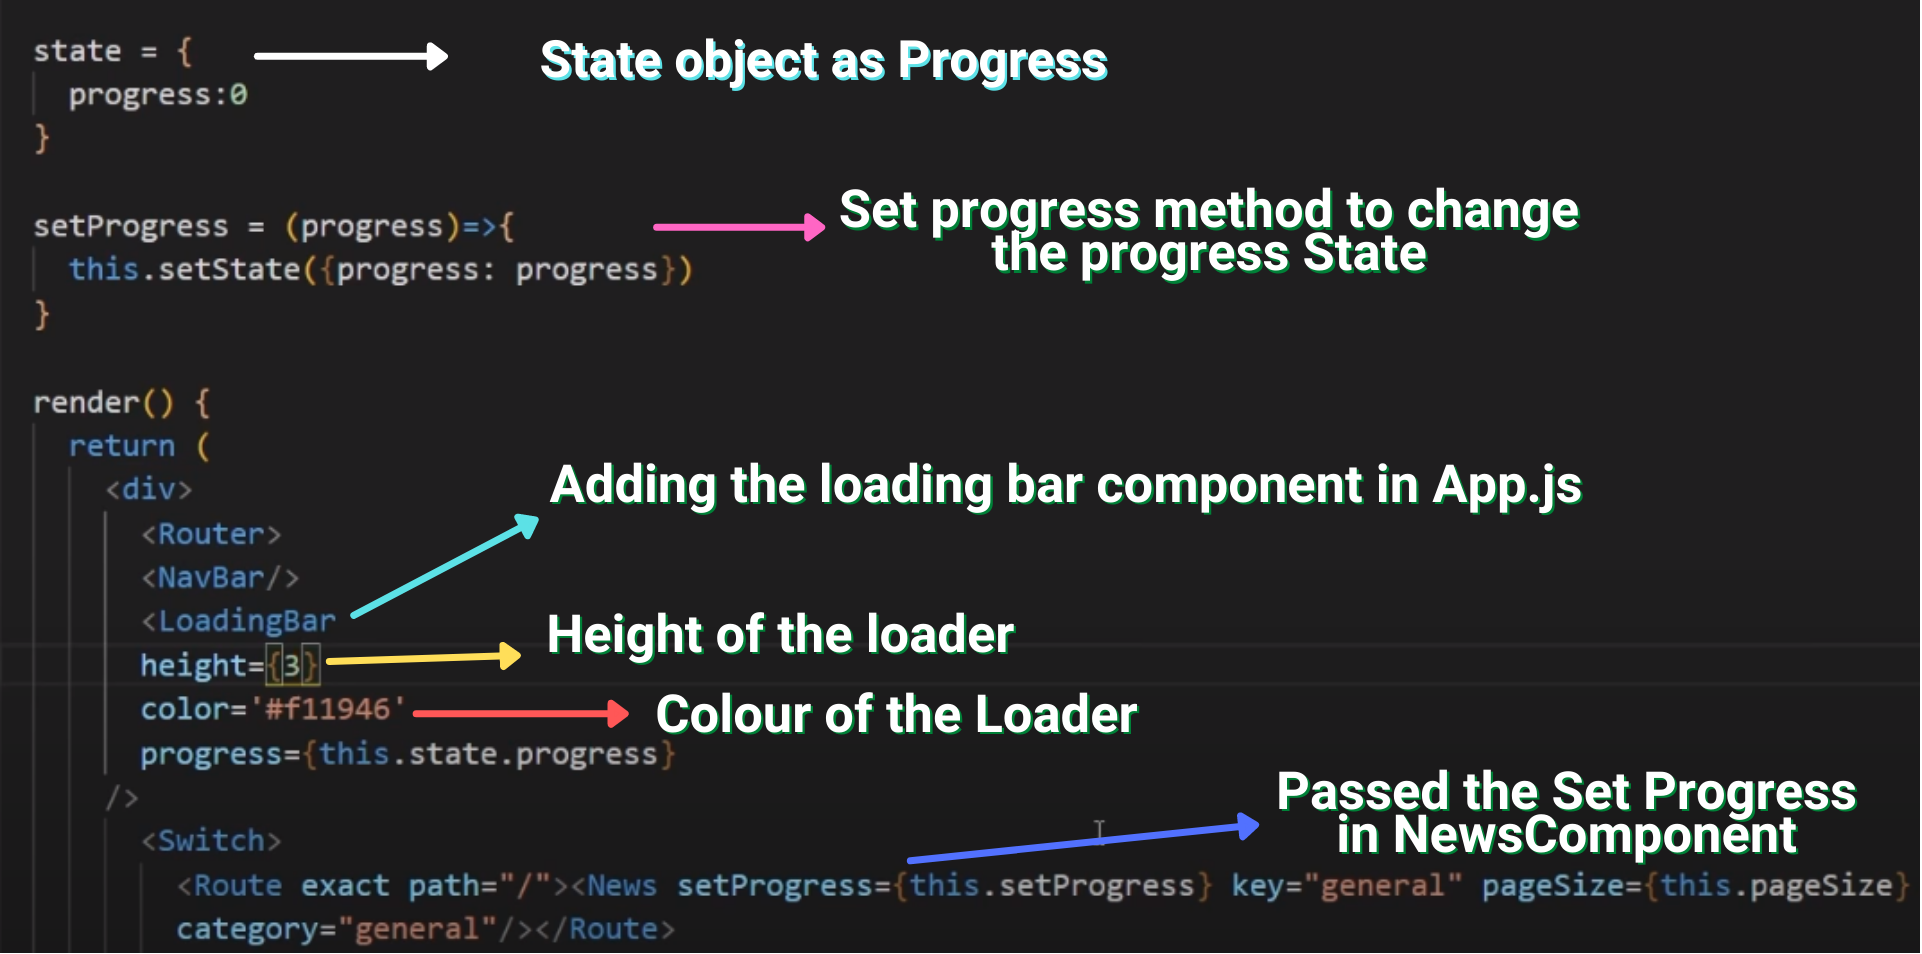 state = {
State object as Progress
progress:0
}
setProgress = (progress)=>{
Set progress method to change
the progress State
this.setState({progress: progress})
}
render() {
return (
<div>
Adding the loading bar component in App.js
<Router>
<NavBar/>
<LoadingBar
Height of the loader
height={3}
color='#f11946'
Colour of the Loader
progress={this.state.progress}
/>
Passed the Set Progress
in NewsComponent
<Switch>
<Route exact path="/"><News setProgress={this.setProgress} key="general" pageSize={this.pageSize}
category="general"/></Route>